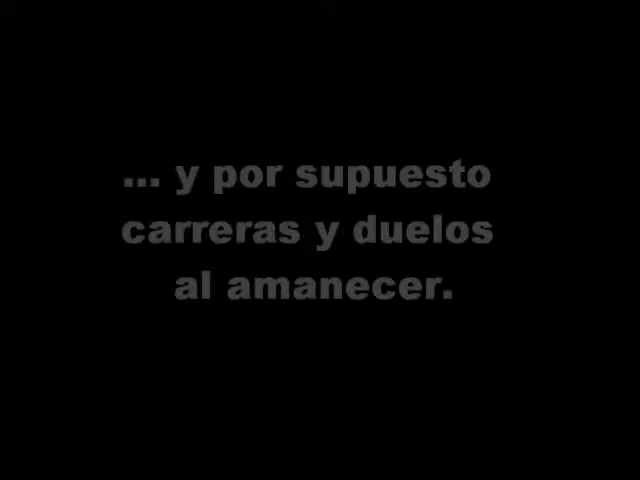 ... y por supuesto
carreras y duelos
al amanecer.